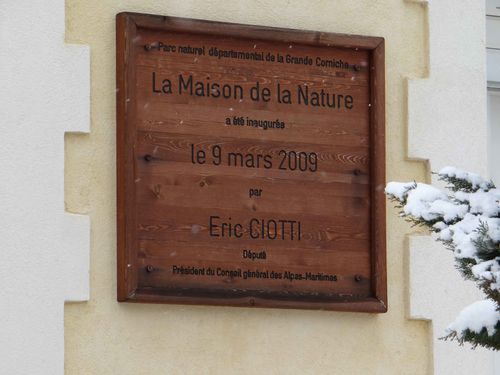 Parc naturel départemental de la Grande Corniche
La Maison de la Nature
a été inaugurée
le 9 mars 2009
par
Eric CIOTTI
Député
Président du Conseil général des Alpes-Maritimes